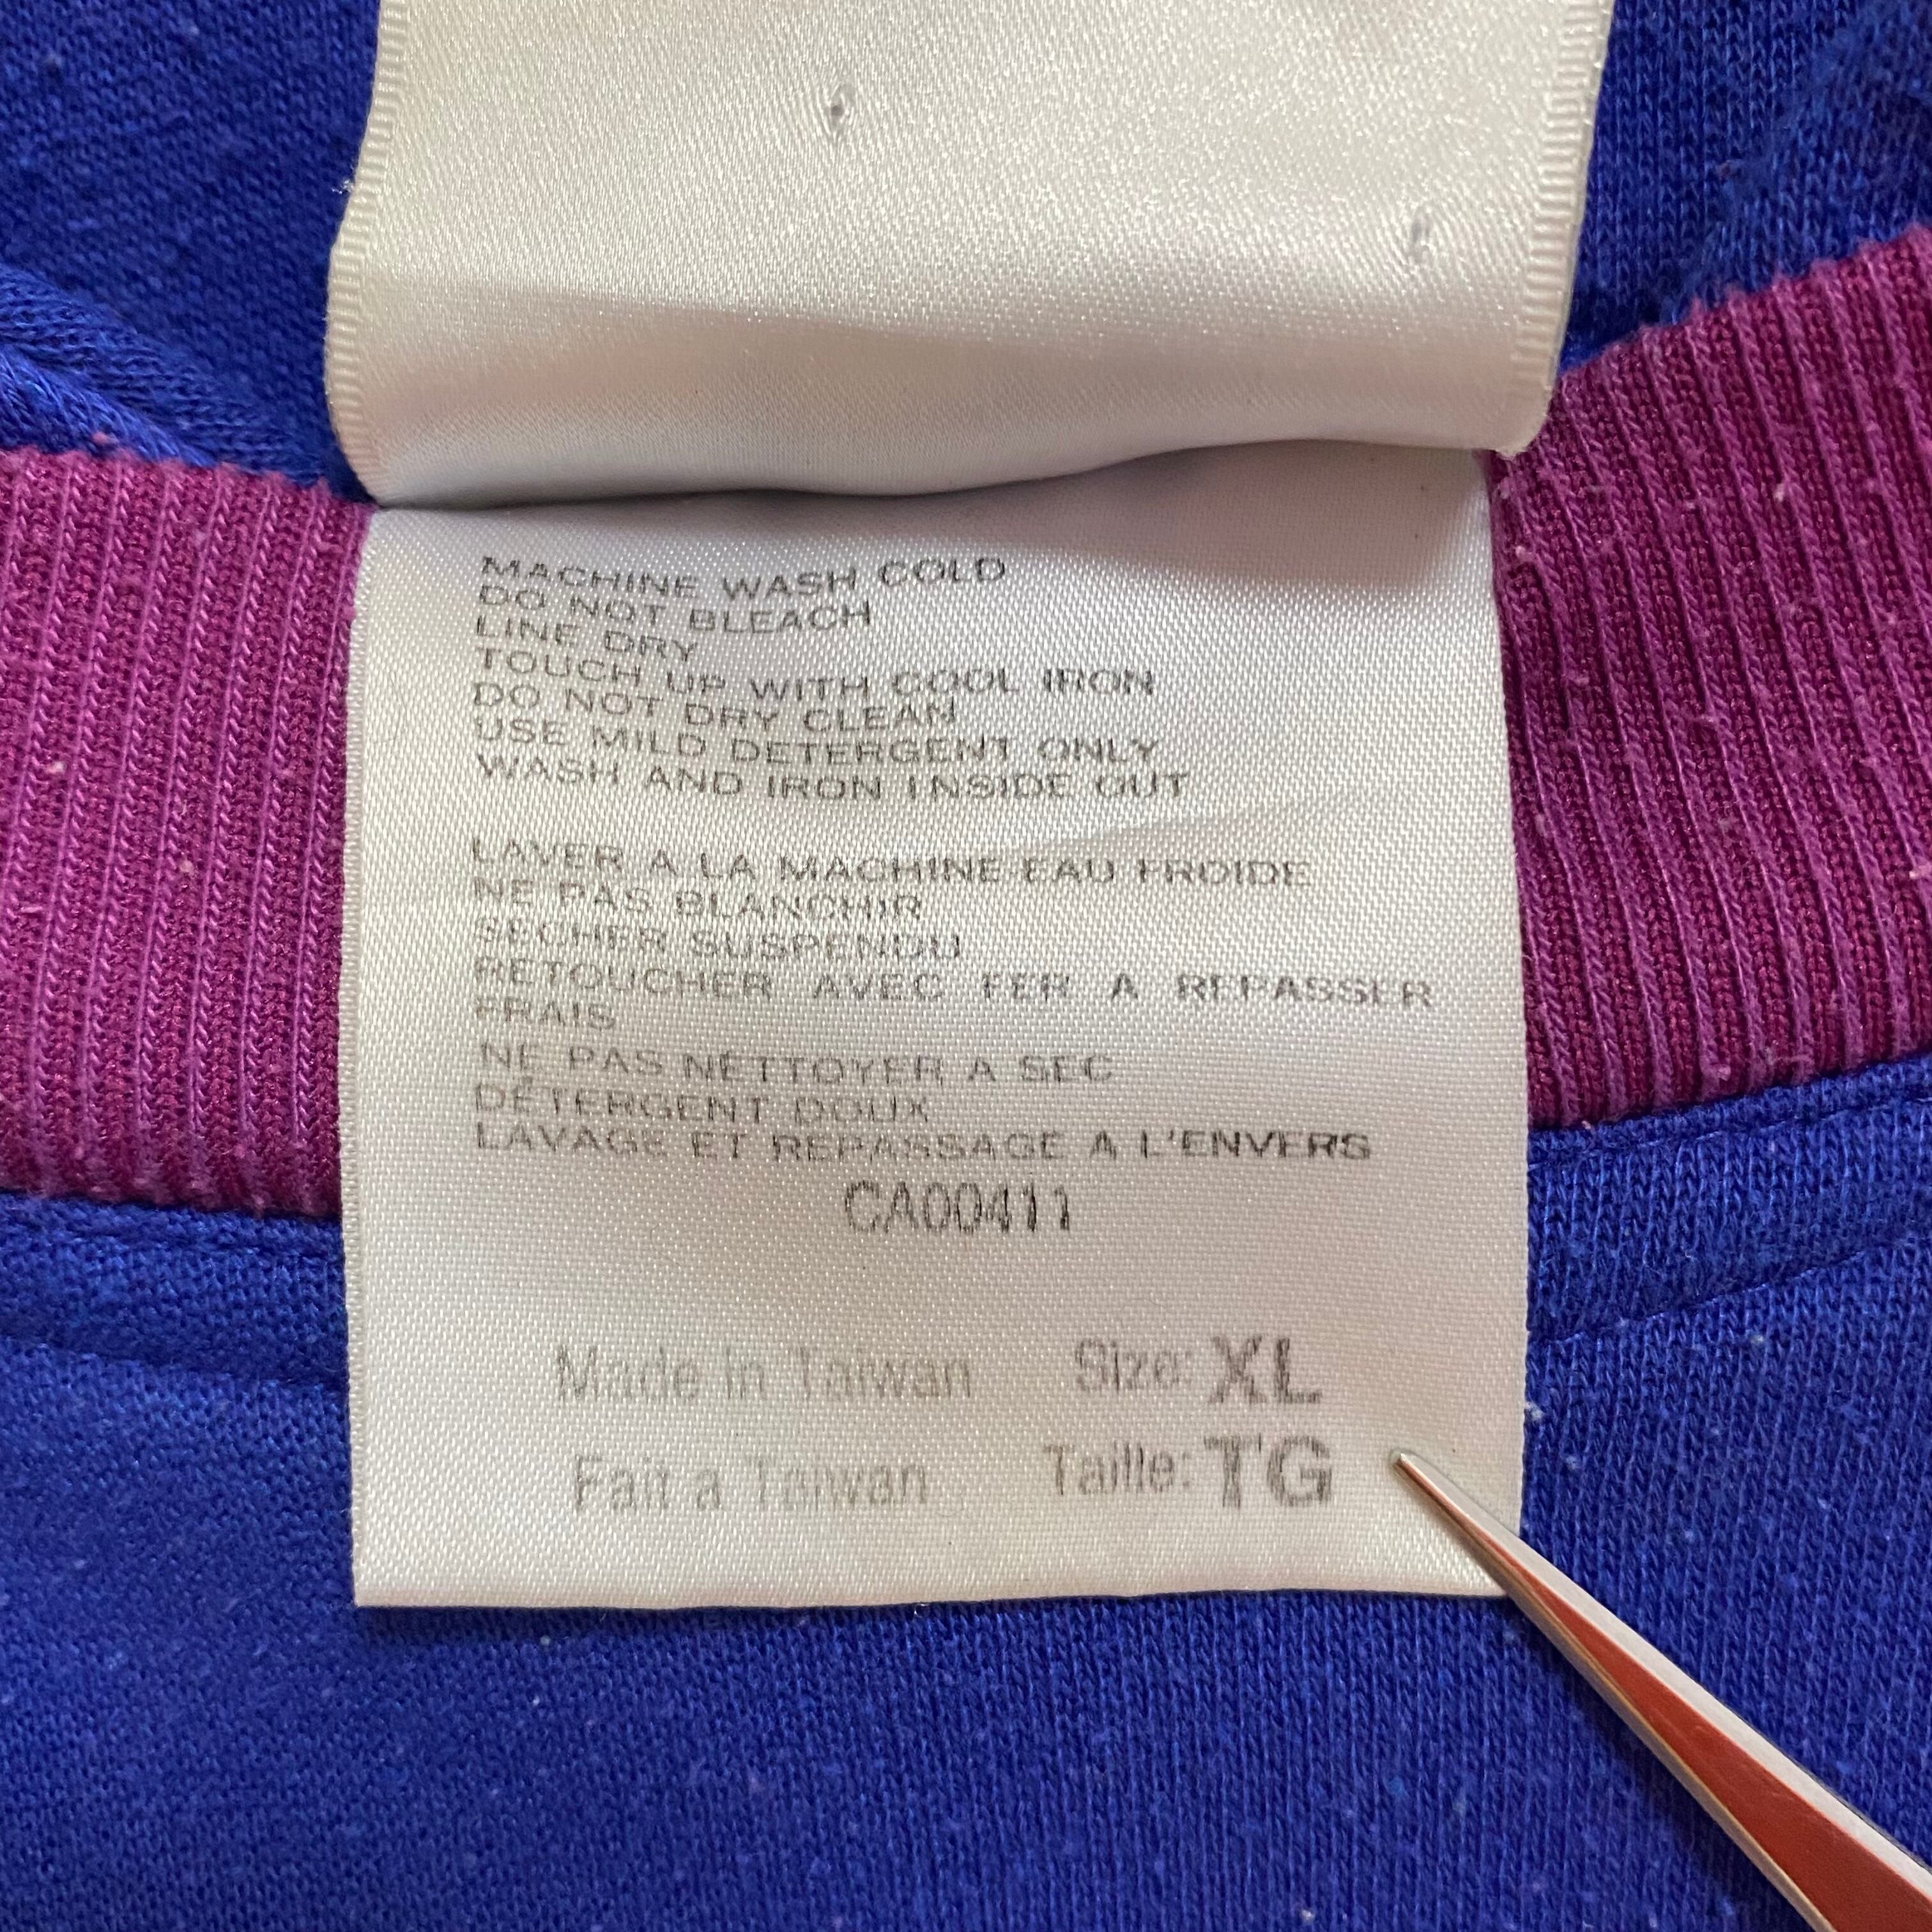 MACHINE WASH COLD
DO NOT BLEACH
LINE DRY
TOUCH UP WITH COOL IRON
DO NOT DRY CLEAN
USE MILD DETERGENT ONLY
WASH AND IRON INSIDE OUT
LAVER A LA MACHINE EAU FROIDE
NE PAS BLANCHIR
SECHER SUSPENDU
RETOUCHER AVEC FER A REPASSER
FRAIS
NE PAS NETTOYER A SEC
DÉTERGENT DOUX
LAVAGE ET REPASSAGE A L'ENVERS
CA00411
Made In Taiwan Size: XL
Fait a Taiwan Taille: TG